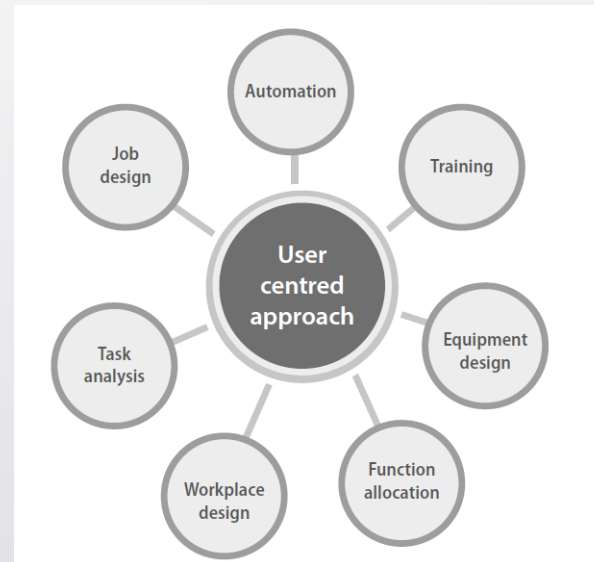 Automation
Training
Equipment
design
Function
allocation
Workplace
design
Task
analysis
Job
design
User
centred
approach